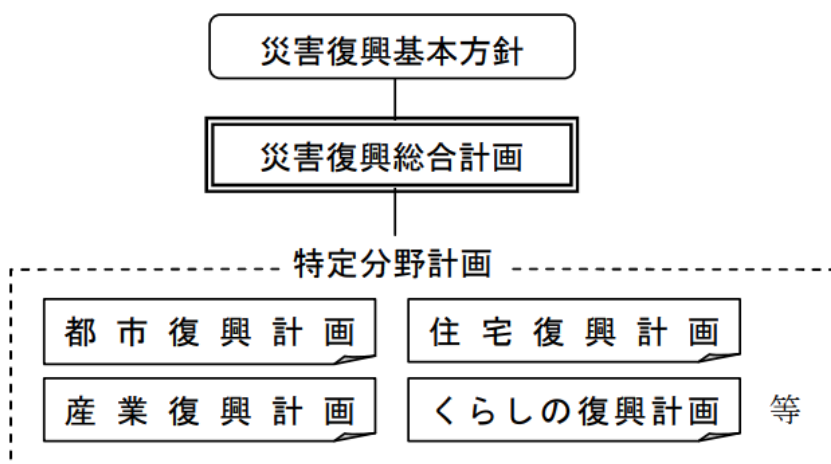 災害復興基本方針
災害復興総合計画
特定分野計画
都市復興計画 住宅復興計画
産業復興計画 くらしの復興計画 等